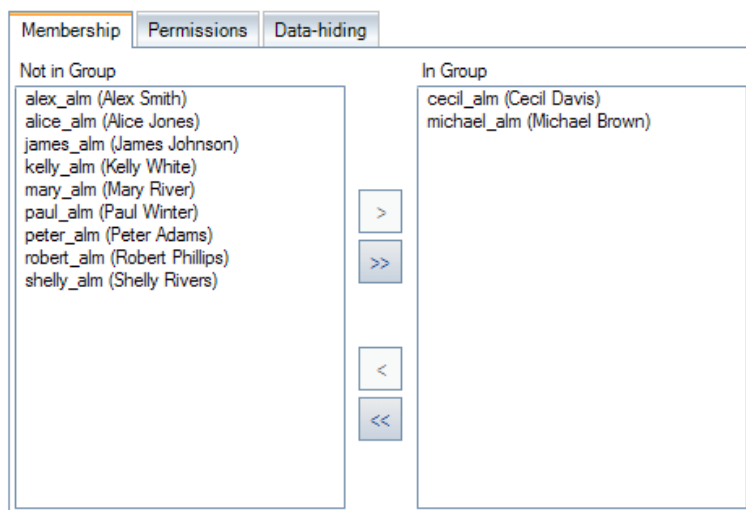 Membership Permissions Data-hiding
Not in Group
alex_alm (Alex Smith)
alice_alm (Alice Jones)
james_alm (James Johnson)
kelly_alm (Kelly White)
mary_alm (Mary River)
paul_alm (Paul Winter)
peter_alm (Peter Adams)
robert_alm (Robert Phillips)
shelly_alm (Shelly Rivers)
>
>>
<
<<
In Group
cecil_alm (Cecil Davis)
michael_alm (Michael Brown)